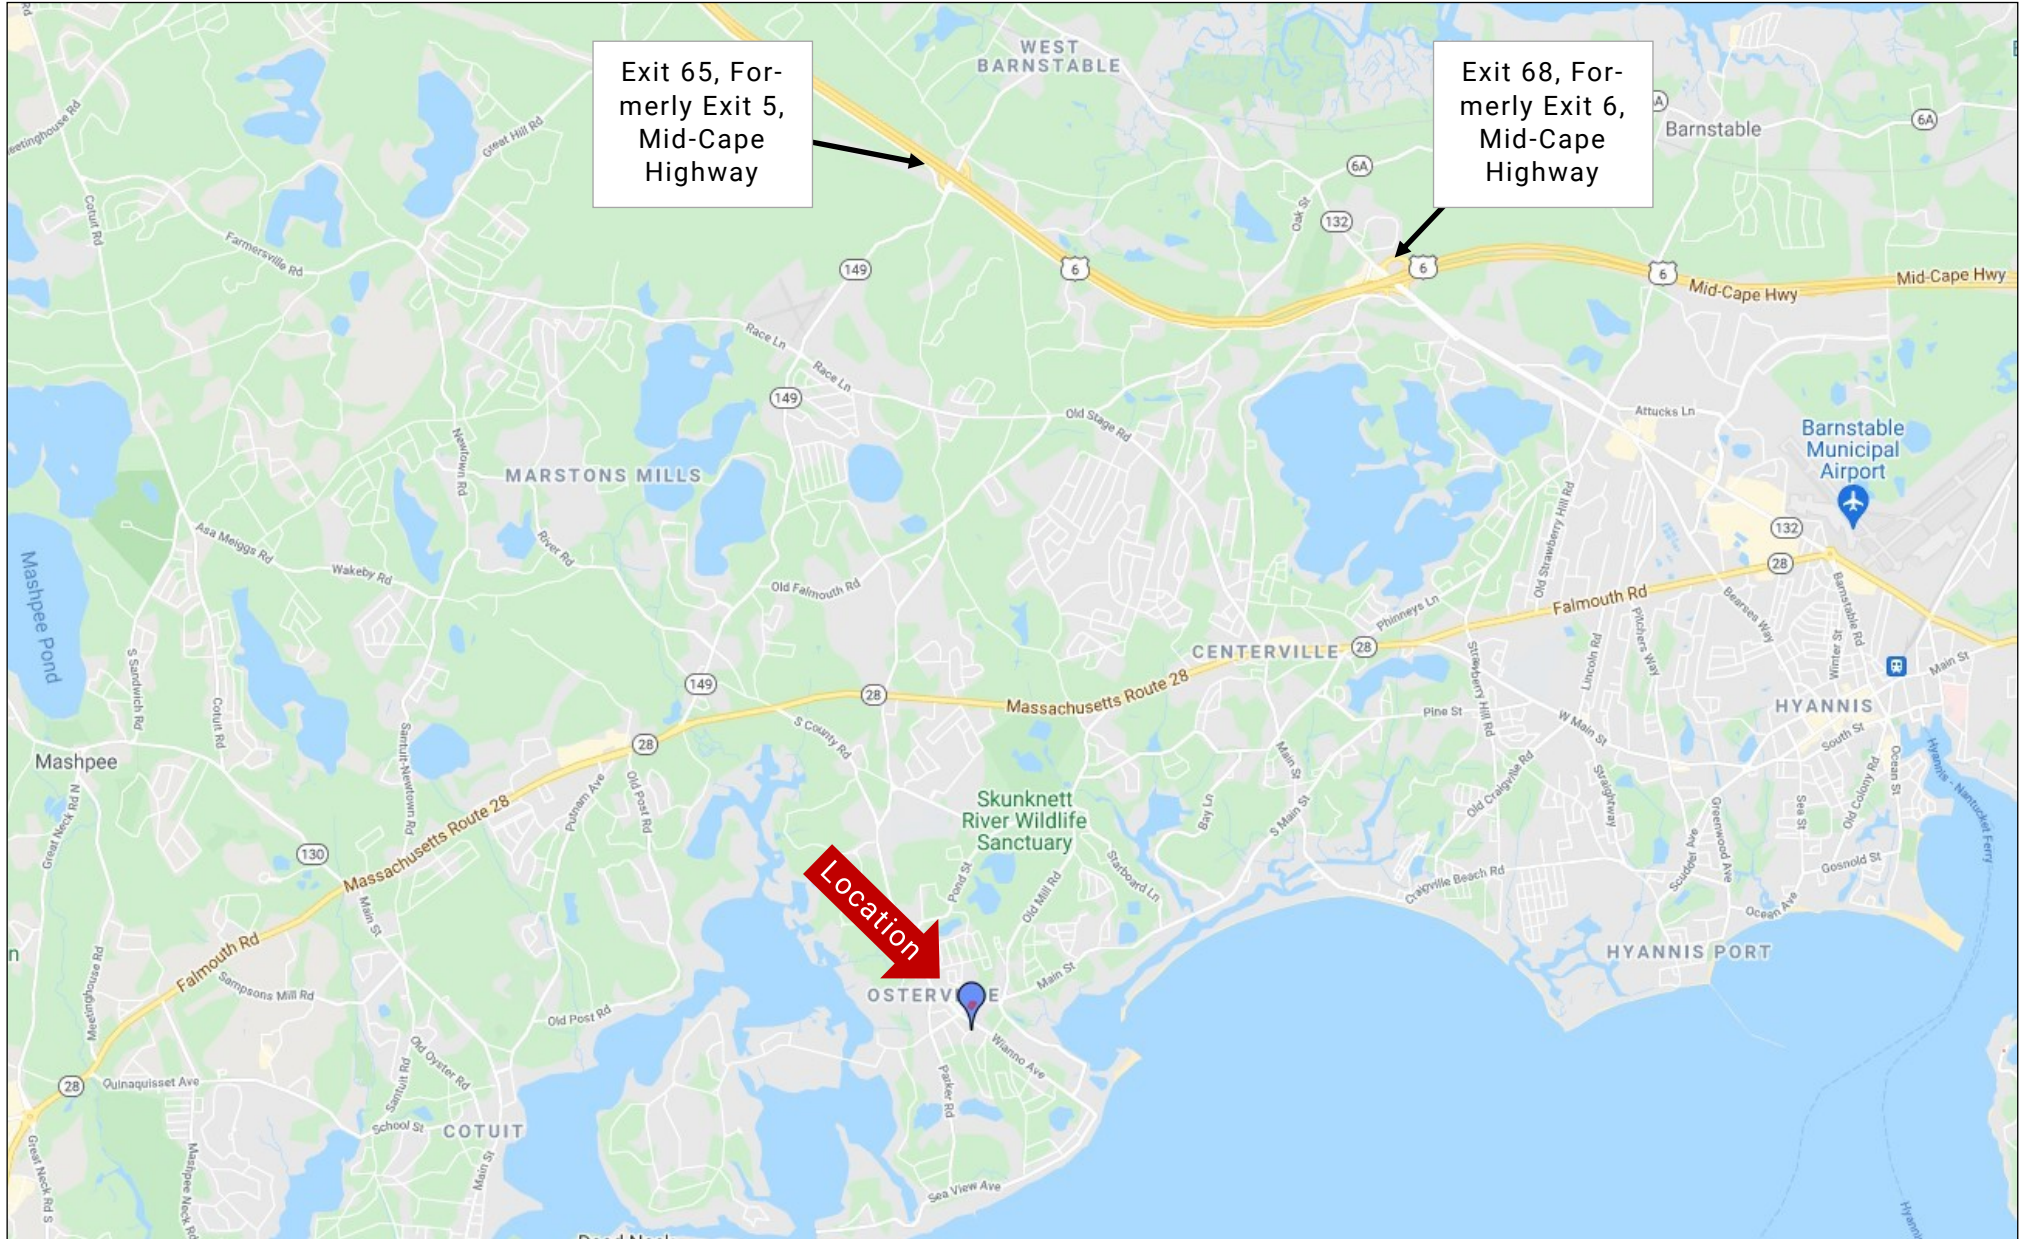 WEST
BARNSTABLE
Exit 65, For-
merly Exit 5,
Mid-Cape
Highway
Exit 68, For-
merly Exit 6,
Mid-Cape
Highway
6A
Barnstable
6A
6A
Great Hill Rd
Cotuit Rd
Oak St
132
Farmersville Rd
149
6
6
6
Mid-Cape Hwy
Mid-Cape Hwy
Race Ln
Race Ln
149
Old Stage Rd
Attucks Ln
Barnstable
Municipal
Airport
Newtown Rd
MARSTONS MILLS
Old Strawberry Hill Rd
132
Asa Meiggs Rd
River Rd
Wakeby Rd
Old Falmouth Rd
28
Falmouth Rd
Phinneys Ln
Pitchers Way
Bearses Way
Barnstable Rd
Winter St
Mashpee Pond
CENTERVILLE
28
Lincoln Rd
Strawberry Hill Rd
Main St
S Sandwich Rd
Cotuit Rd
149
28
Massachusetts Route 28
Pine St
W Main St
HYANNIS
South St
Santuit-Newtown Rd
S County Rd
28
Mashpee
Main St
Ocean St
Hyannis - Nantucket Ferry
Great Neck Rd N
Putnam Ave
Old Post Rd
Skunknett
River Wildlife
Sanctuary
Bay Ln
S Main St
Old Craigville Rd
Straightway
Greenwood Ave
Sea St
Old Colony Rd
130
Massachusetts Route 28
Location
Pond St
Old Mill Rd
Starboard Ln
Craigville Beach Rd
Scudder Ave
Gosnold St
Main St
Ocean Ave
Falmouth Rd
Meetinghouse Rd
Sampsons Mill Rd
Main St
HYANNIS PORT
OSTERVILLE
Old Post Rd
Wianno Ave
Old Oyster Rd
28
Quinaquisset Ave
Santuit Rd
Parker Rd
School St
COTUIT
Great Neck Rd S
Mashpee Neck Rd
Main St
Sea View Ave